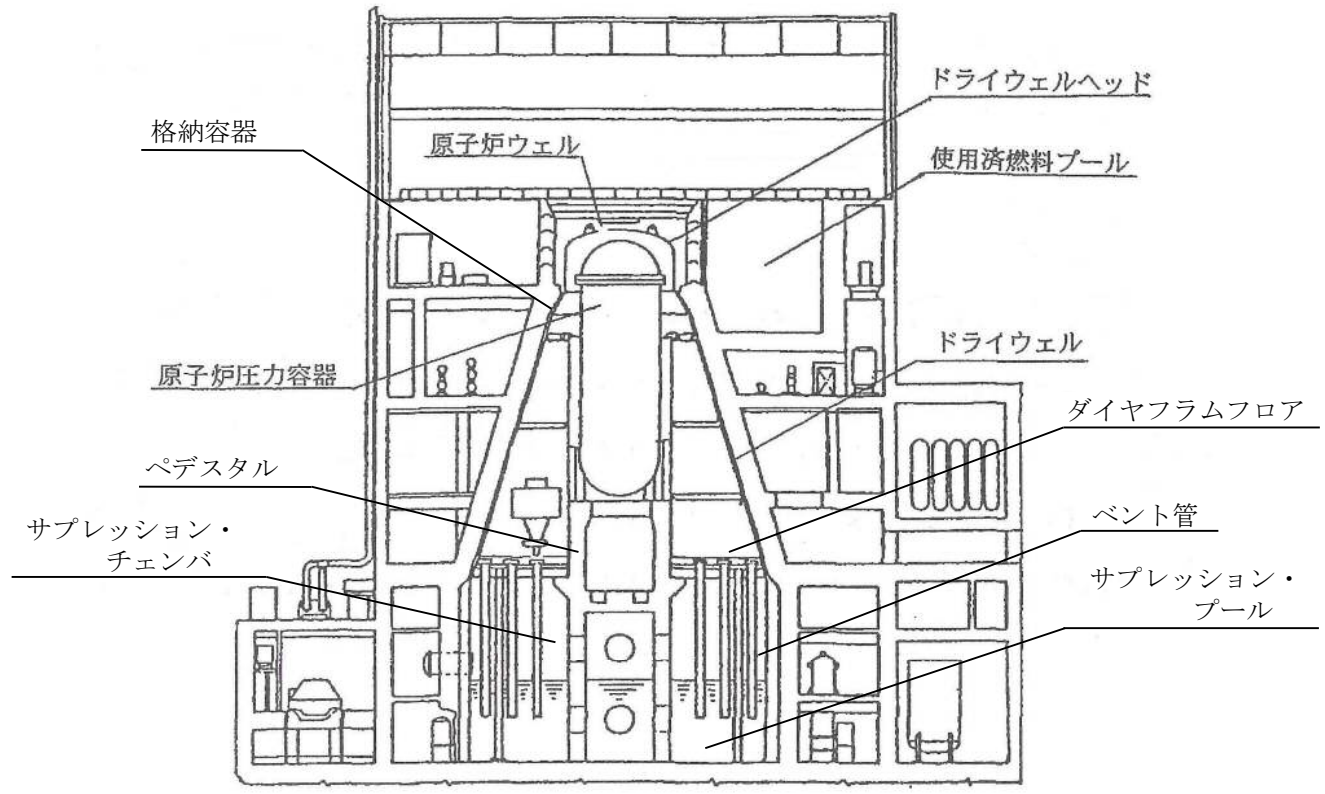 ドライウェルヘッド
格納容器
原子炉ウェル
使用済燃料プール
ドライウェル
原子炉圧力容器
ダイヤフラムフロア
ペデスタル
サプレッション・
チェンバ
ベント管
サプレッション・
プール